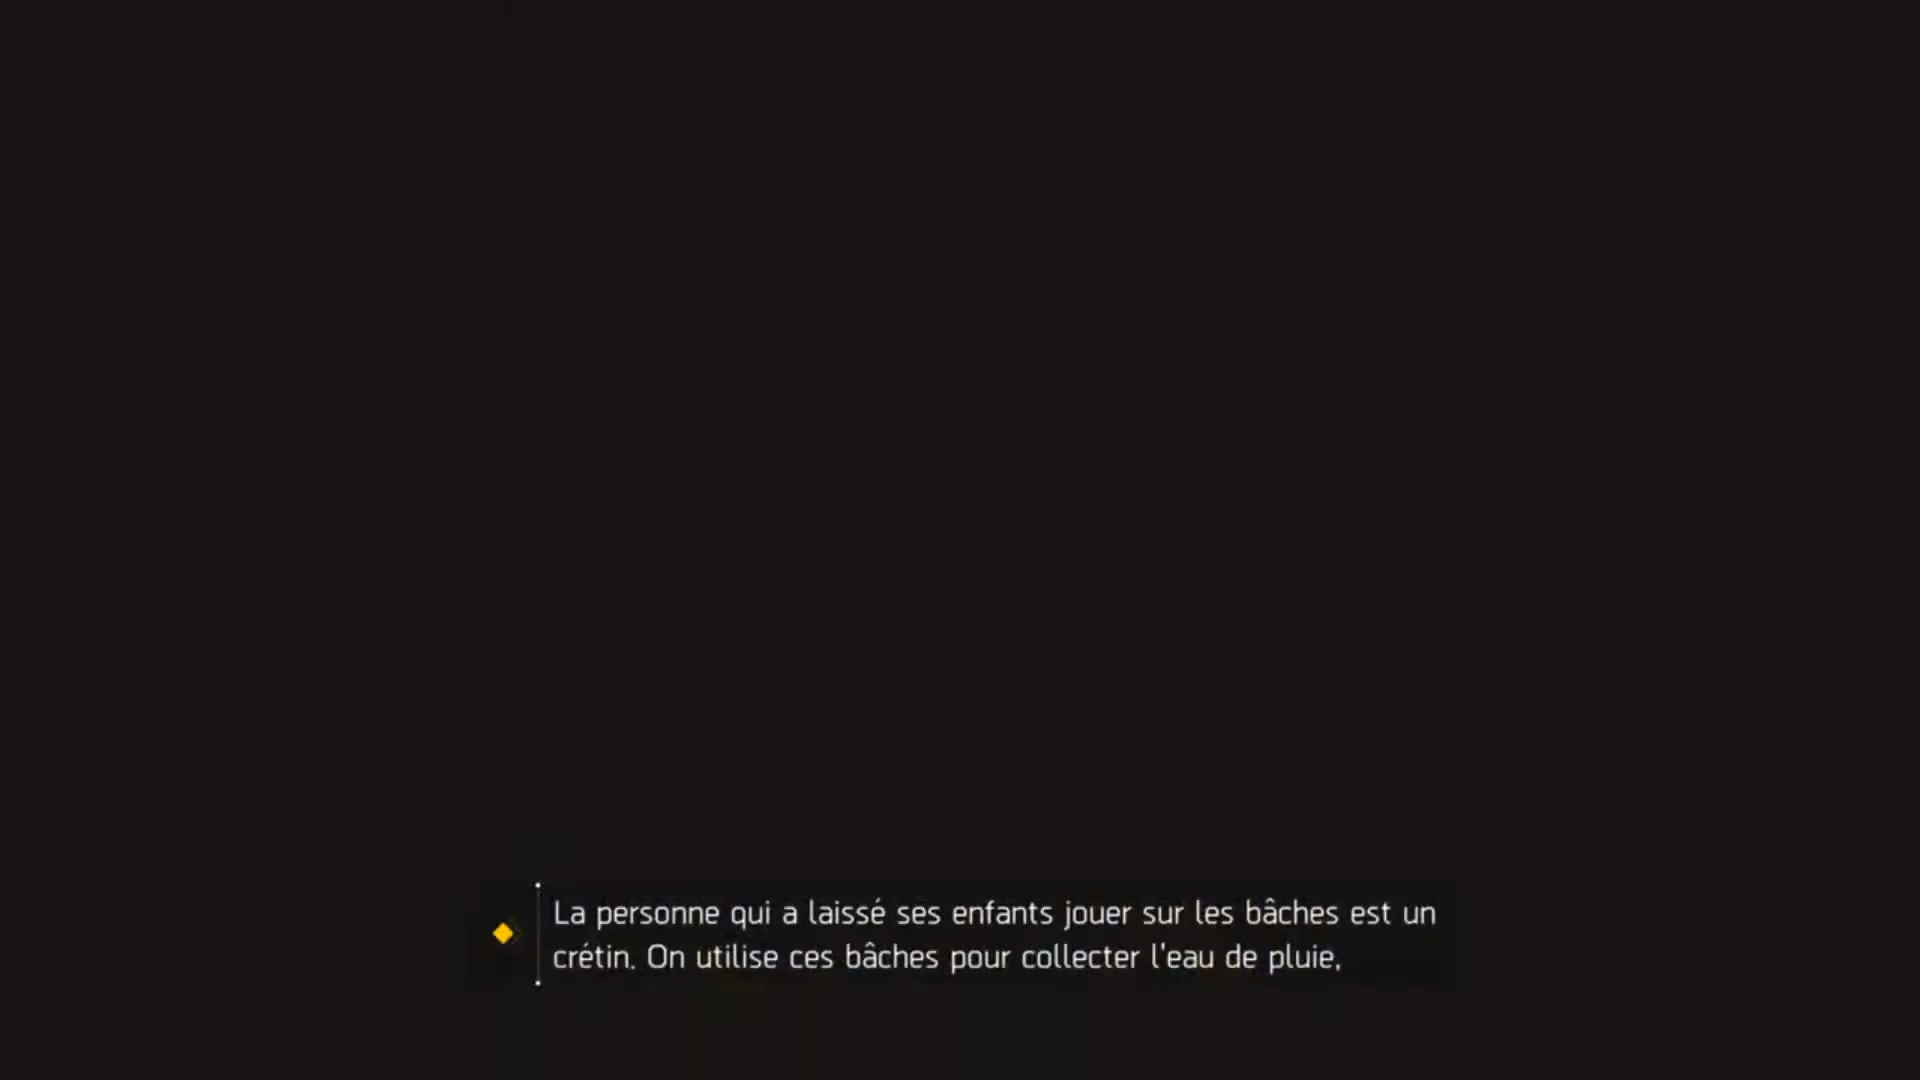 La personne qui a laissé ses enfants jouer sur les bâches est un
crétin. On utilise ces bâches pour collecter l'eau de pluie,